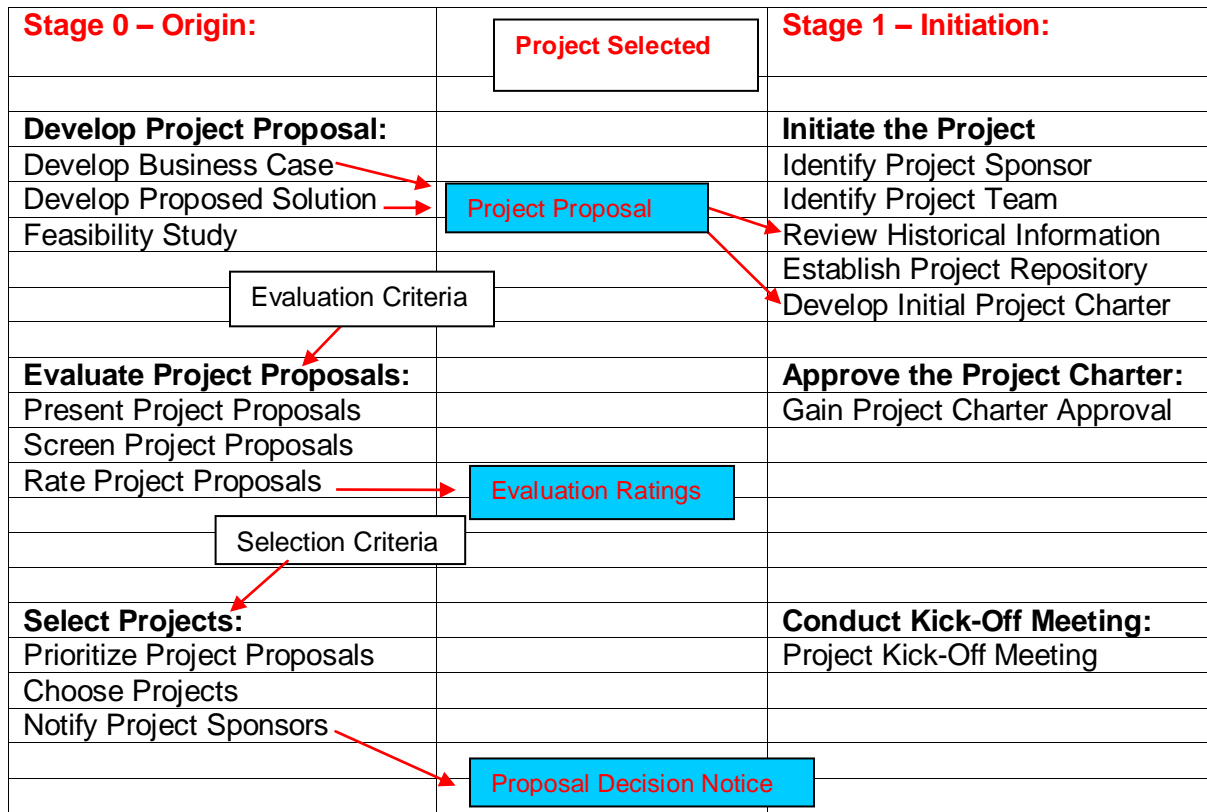 Stage 0 – Origin:
Project Selected
Stage 1 – Initiation:
Develop Project Proposal:
Initiate the Project
Develop Business Case
Identify Project Sponsor
Develop Proposed Solution
Project Proposal
Identify Project Team
Feasibility Study
Review Historical Information
Establish Project Repository
Evaluation Criteria
Develop Initial Project Charter
Evaluate Project Proposals:
Approve the Project Charter:
Present Project Proposals
Gain Project Charter Approval
Screen Project Proposals
Rate Project Proposals
Evaluation Ratings
Selection Criteria
Select Projects:
Conduct Kick-Off Meeting:
Prioritize Project Proposals
Project Kick-Off Meeting
Choose Projects
Notify Project Sponsors
Proposal Decision Notice